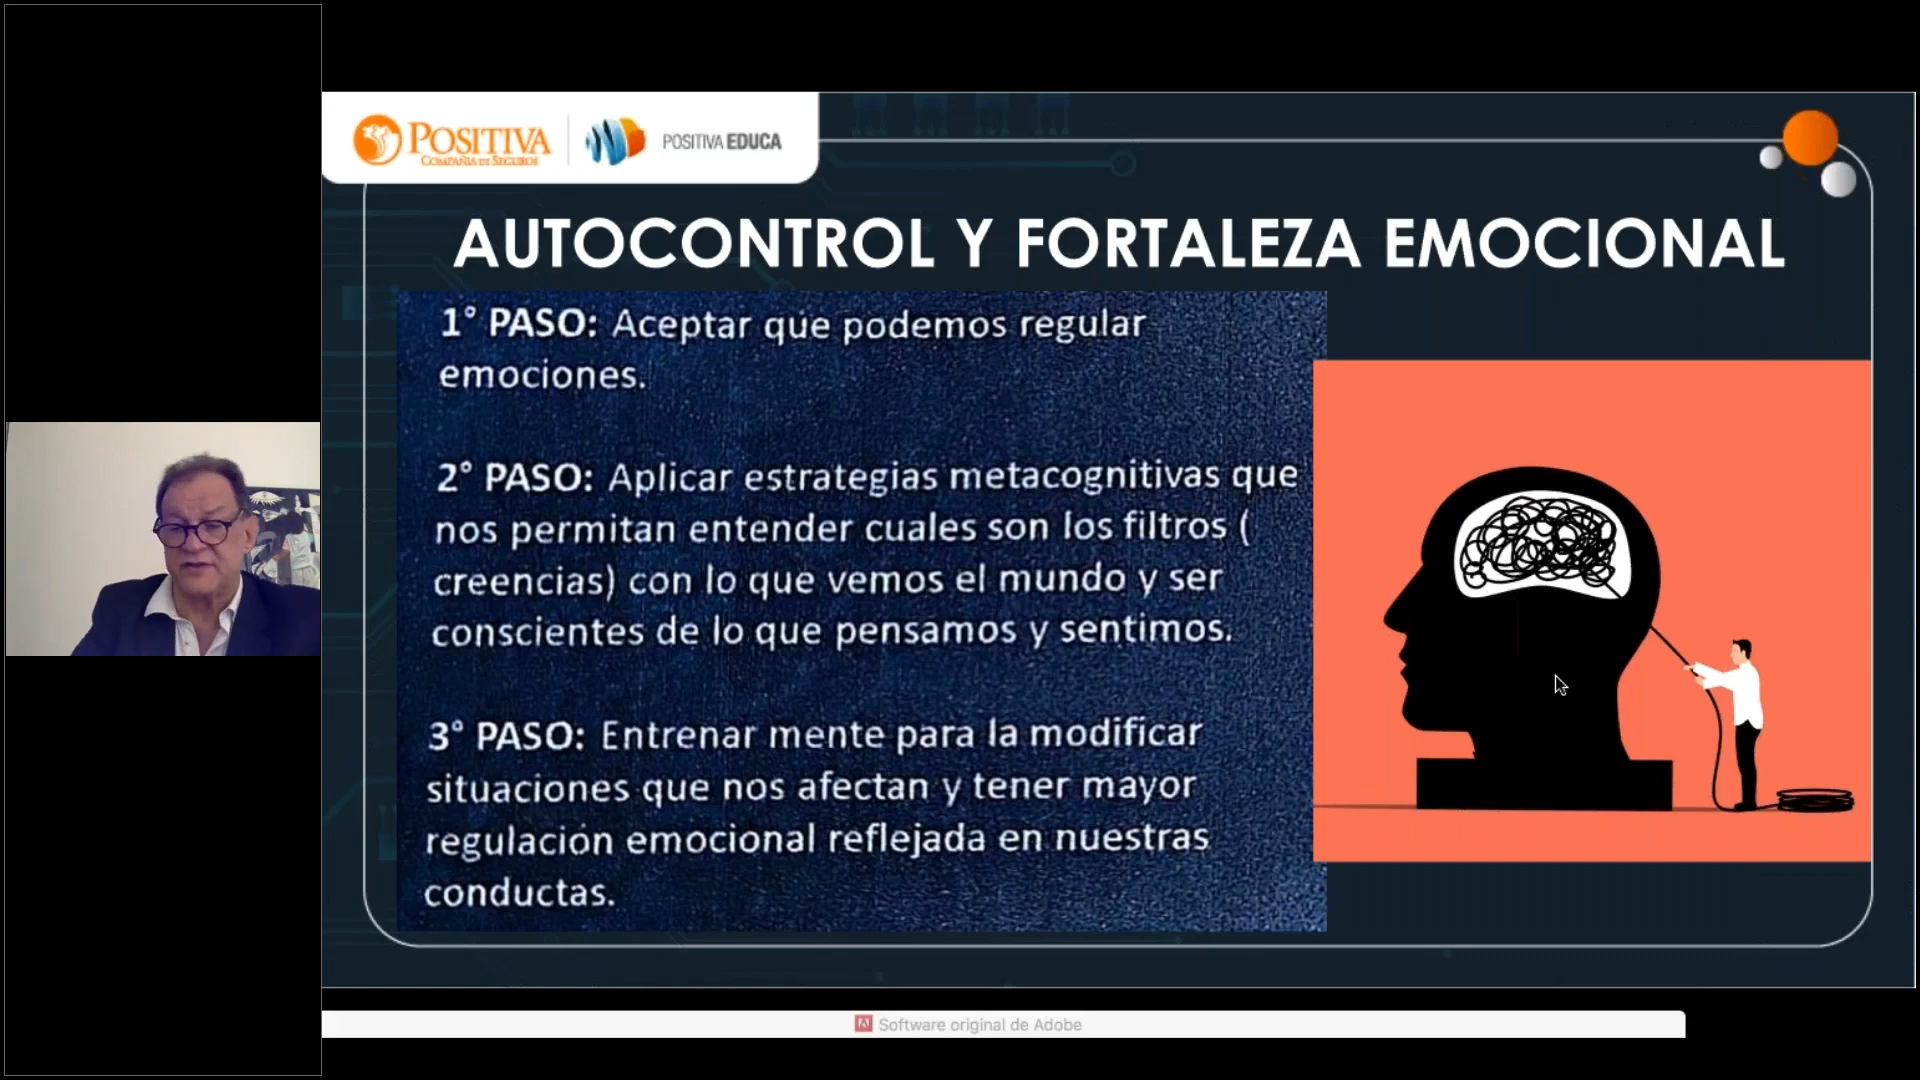 POSITIVA
COMPAÑIA DE SEGUROS
POSITIVA EDUCA
AUTOCONTROL Y FORTALEZA EMOCIONAL
1° PASO: Aceptar que podemos regular
emociones.
2° PASO: Aplicar estrategias metacognitivas que
nos permitan entender cuales son los filtros (
creencias) con lo que vemos el mundo y ser
conscientes de lo que pensamos y sentimos.
3° PASO: Entrenar mente para la modificar
situaciones que nos afectan y tener mayor
regulación emocional reflejada en nuestras
conductas.
Software original de Adobe